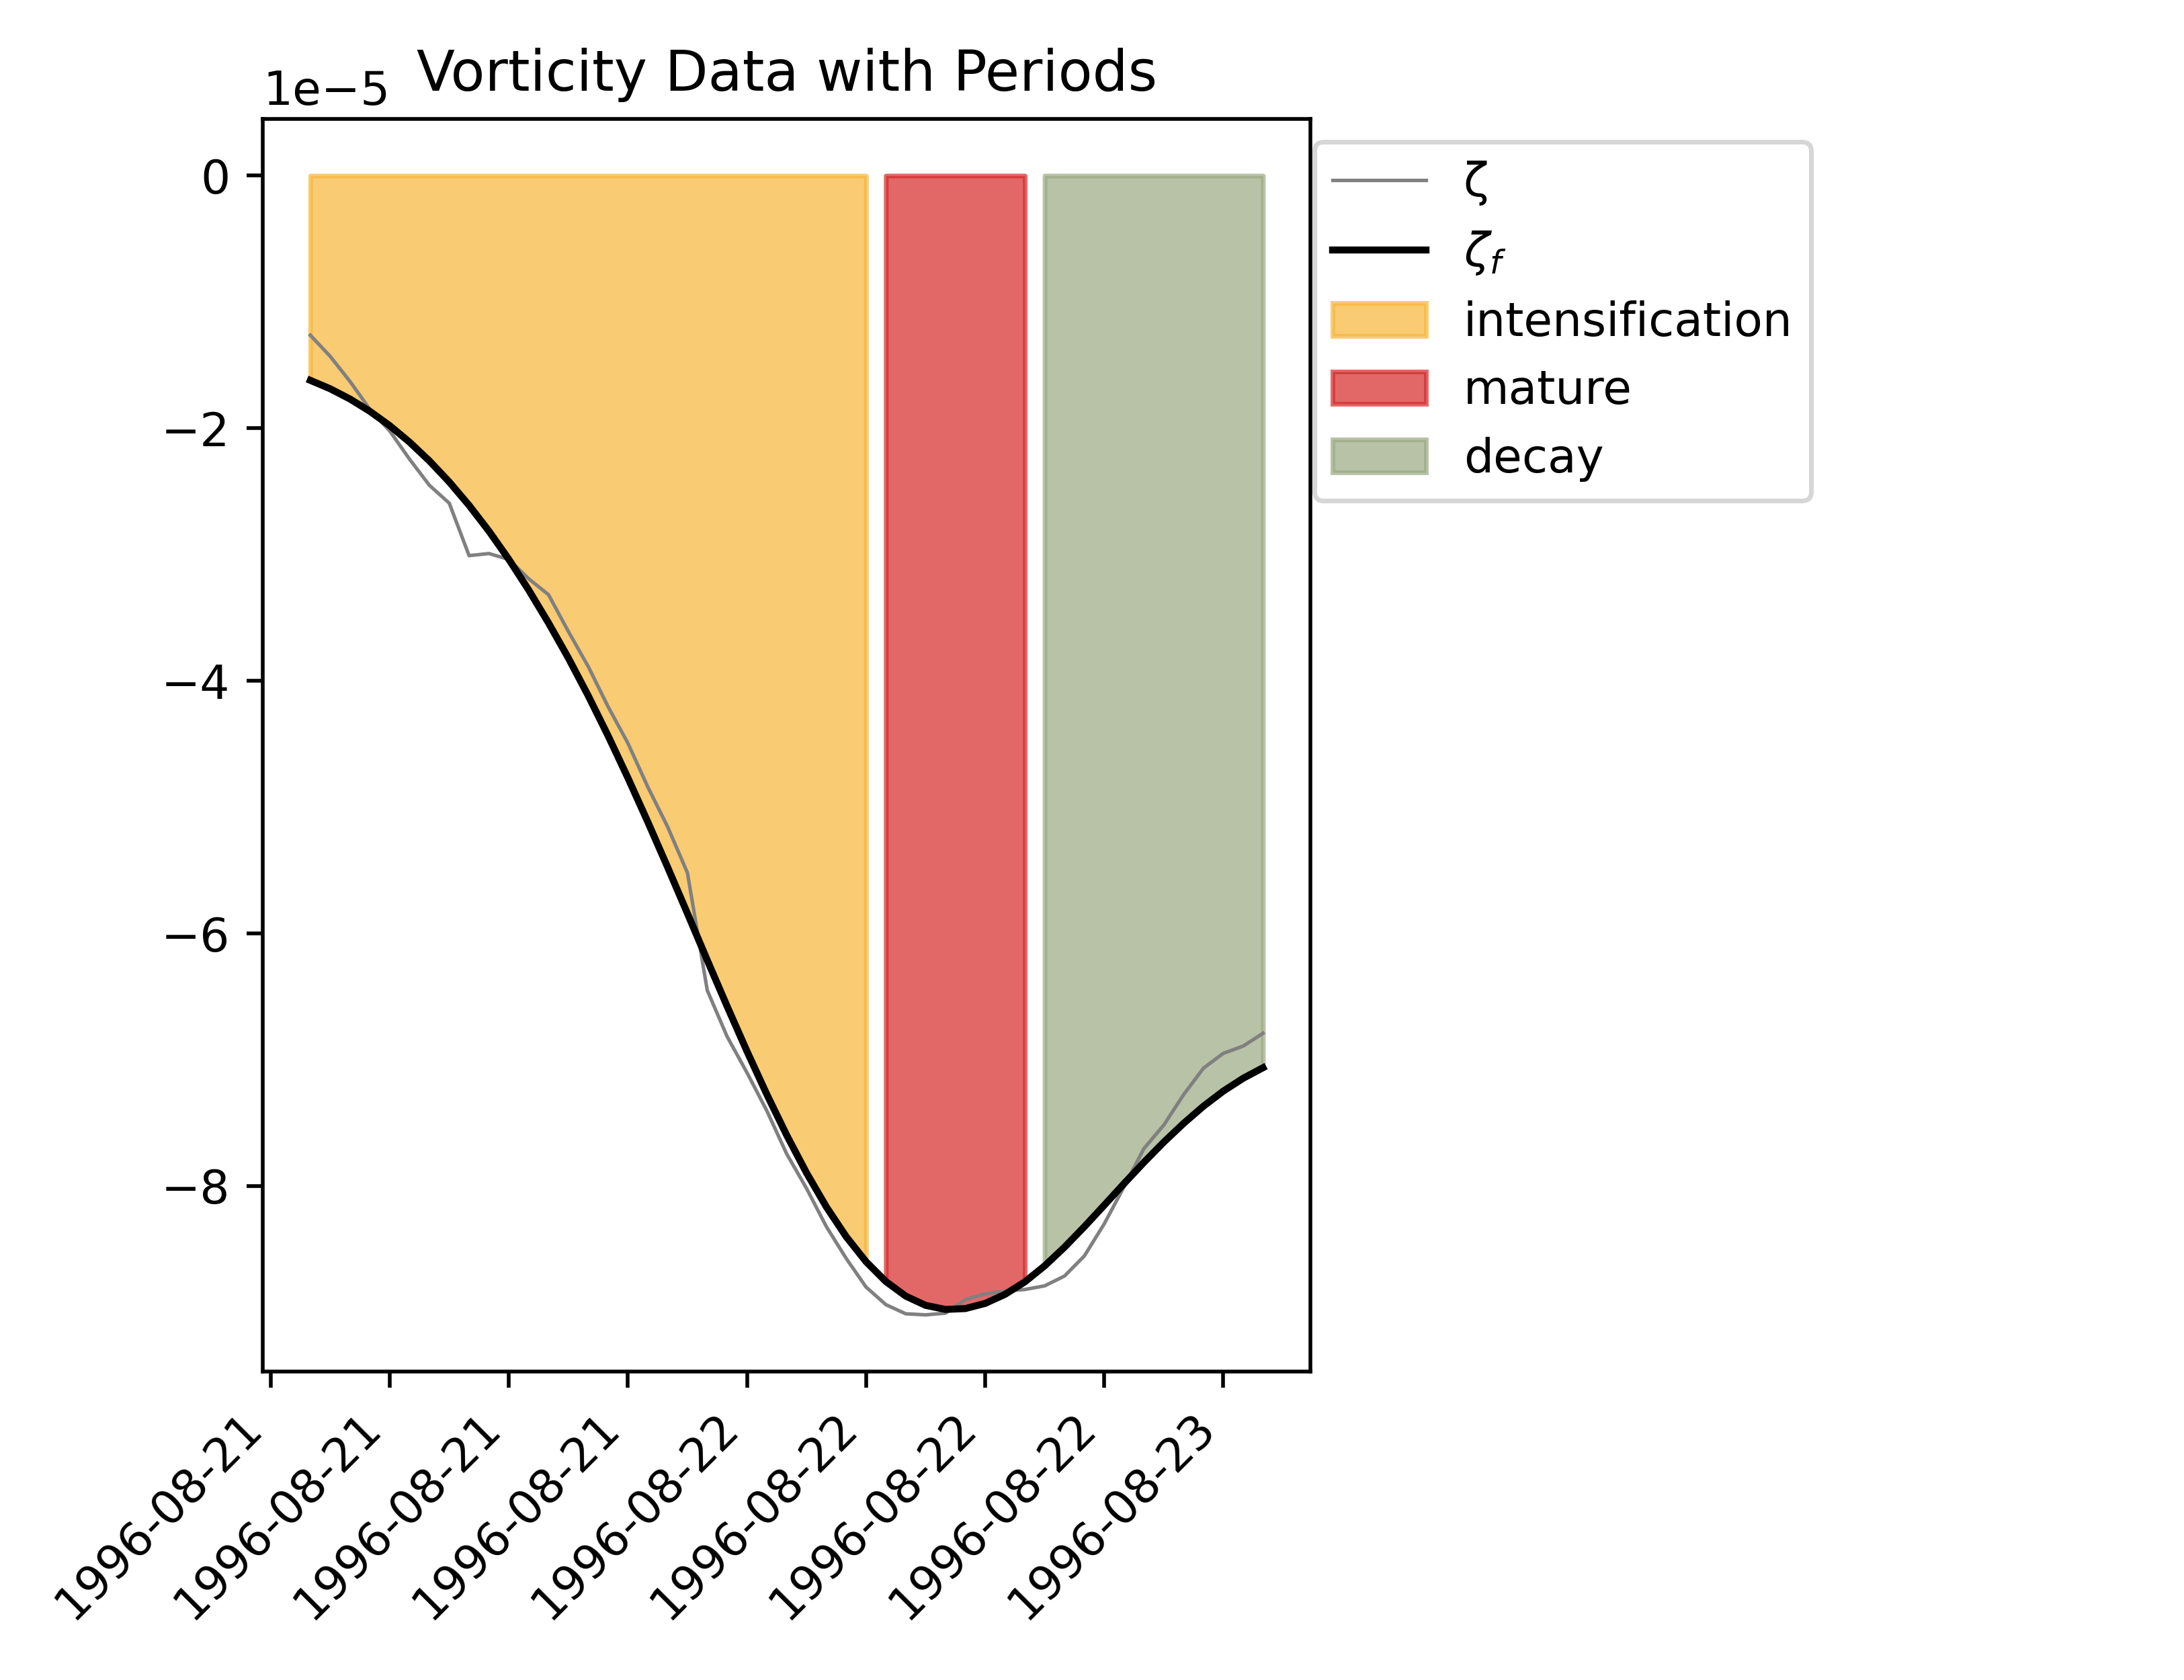 Vorticity Data with Periods
1e−5
0
−2
−4
−6
−8
ζ
ζf
intensification
mature
decay
1996-08-21
1996-08-21
1996-08-21
1996-08-21
1996-08-22
1996-08-22
1996-08-22
1996-08-22
1996-08-23